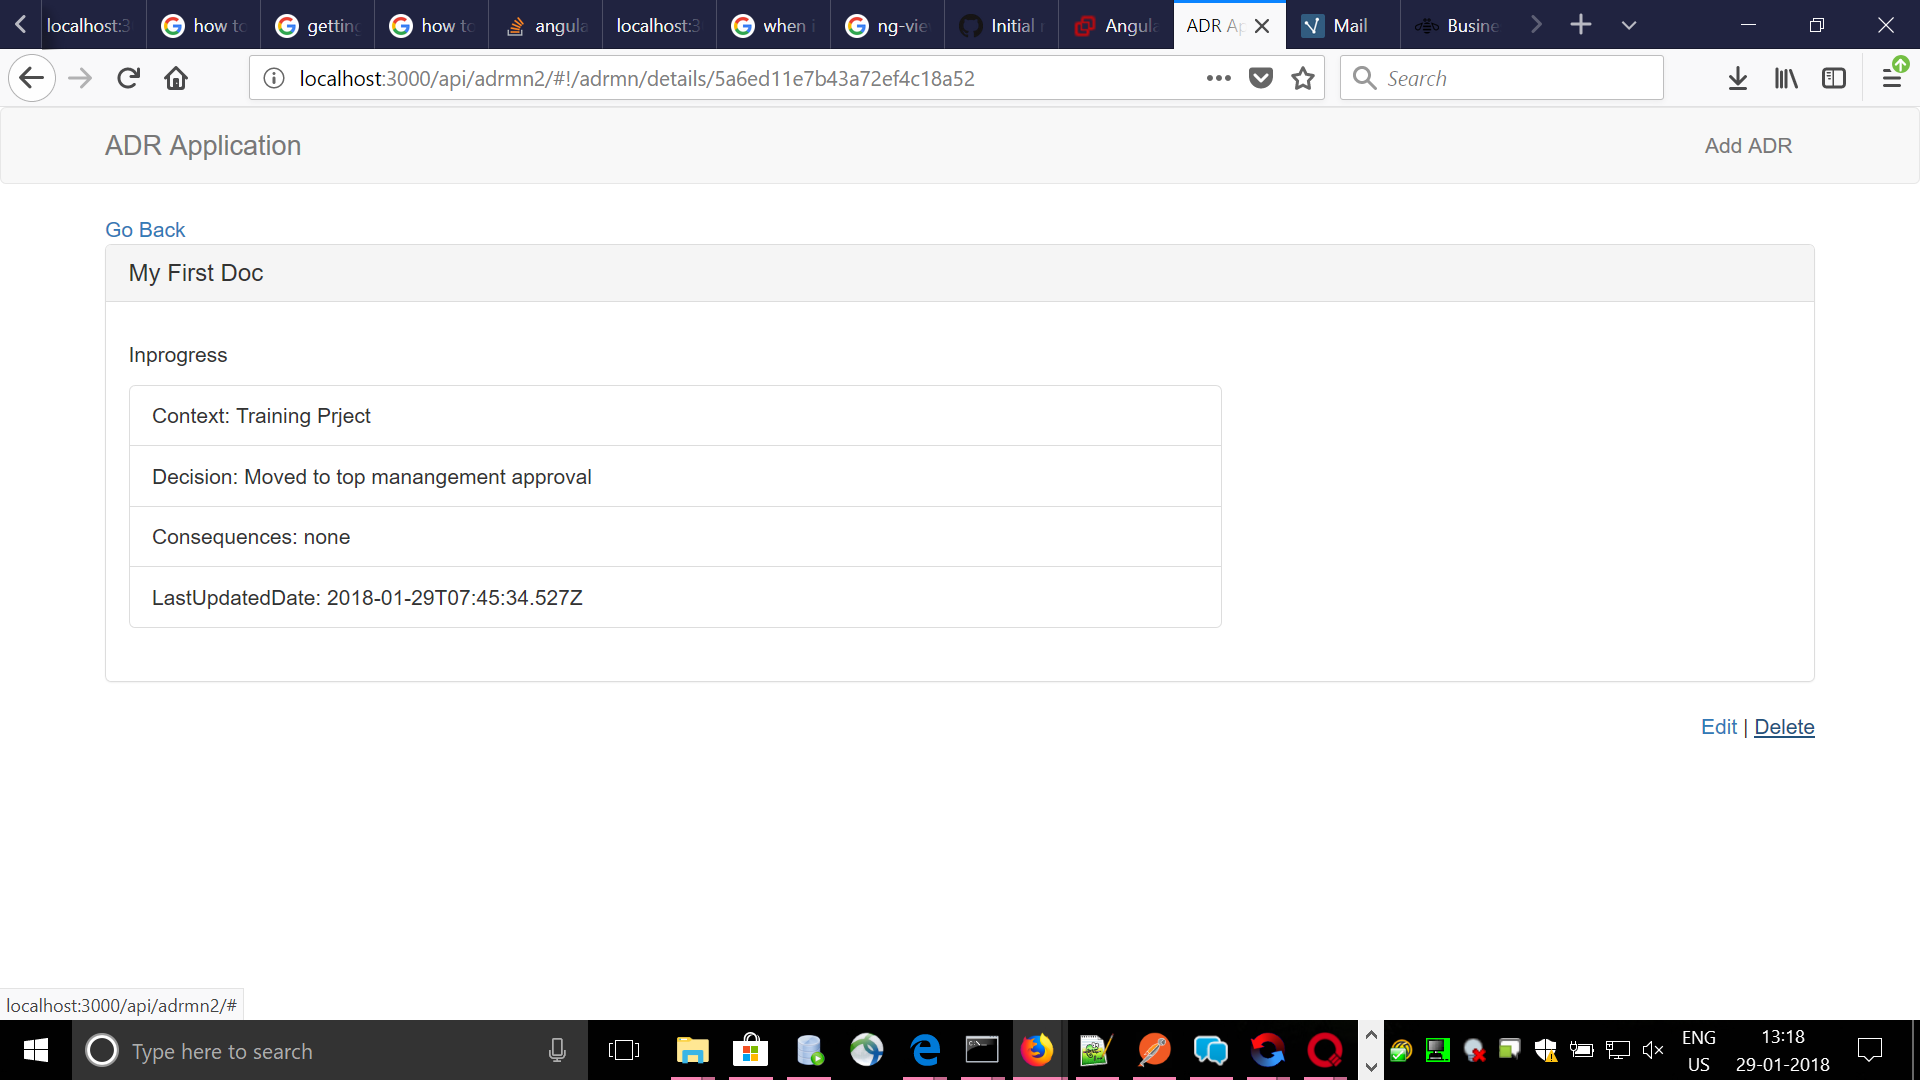 localhost:3
how to
getting
how to
angula
localhost:3
when i
ng-vie
Initial
Angula
ADR Ap
Mail
Busine
localhost:3000/api/adrmn2/#!/adrmn/details/5a6ed11e7b43a72ef4c18a52
Search
ADR Application
Add ADR
Go Back
My First Doc
Inprogress
Context: Training Prject
Decision: Moved to top manangement approval
Consequences: none
LastUpdatedDate: 2018-01-29T07:45:34.527Z
Edit | Delete
localhost:3000/api/adrmn2/#
Type here to search
ENG
US
13:18
29-01-2018